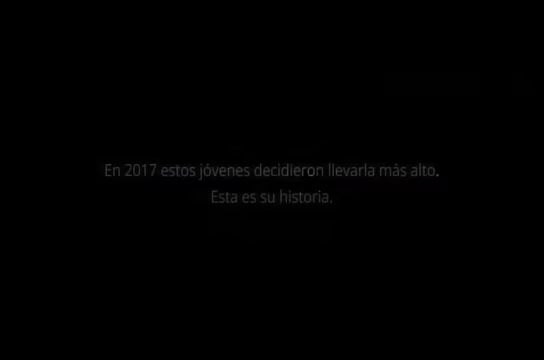 En 2017 estos jóvenes decidieron llevarla más alto.
Esta es su historia.